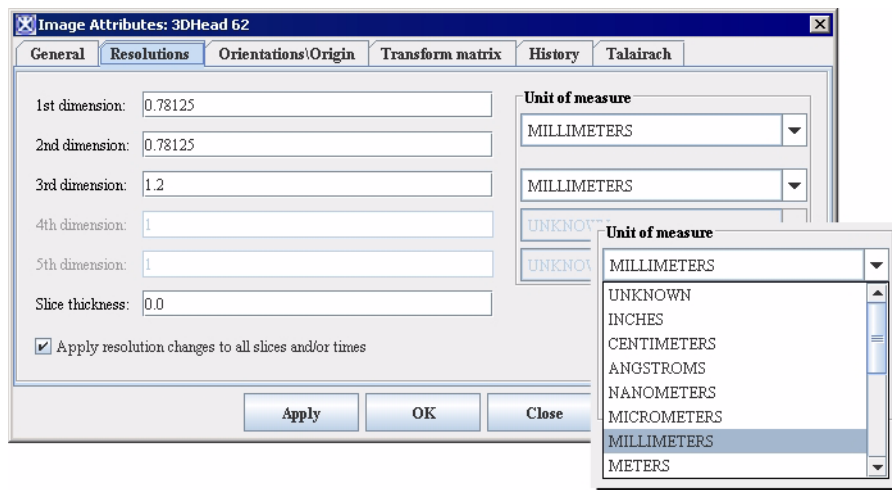 Image Attributes: 3DHead 62
General Resolutions Orientations\Origin Transform matrix History Talairach
1st dimension: 0.78125
2nd dimension: 0.78125
3rd dimension: 1.2
4th dimension: 1
5th dimension: 1
Slice thickness: 0.0
Apply resolution changes to all slices and/or times
Unit of measure
MILLIMETERS
MILLIMETERS
Apply OK Close
Unit of measure
MILLIMETERS
UNKNOWN
INCHES
CENTIMETERS
ANGSTROMS
NANOMETERS
MICROMETERS
MILLIMETERS
METERS